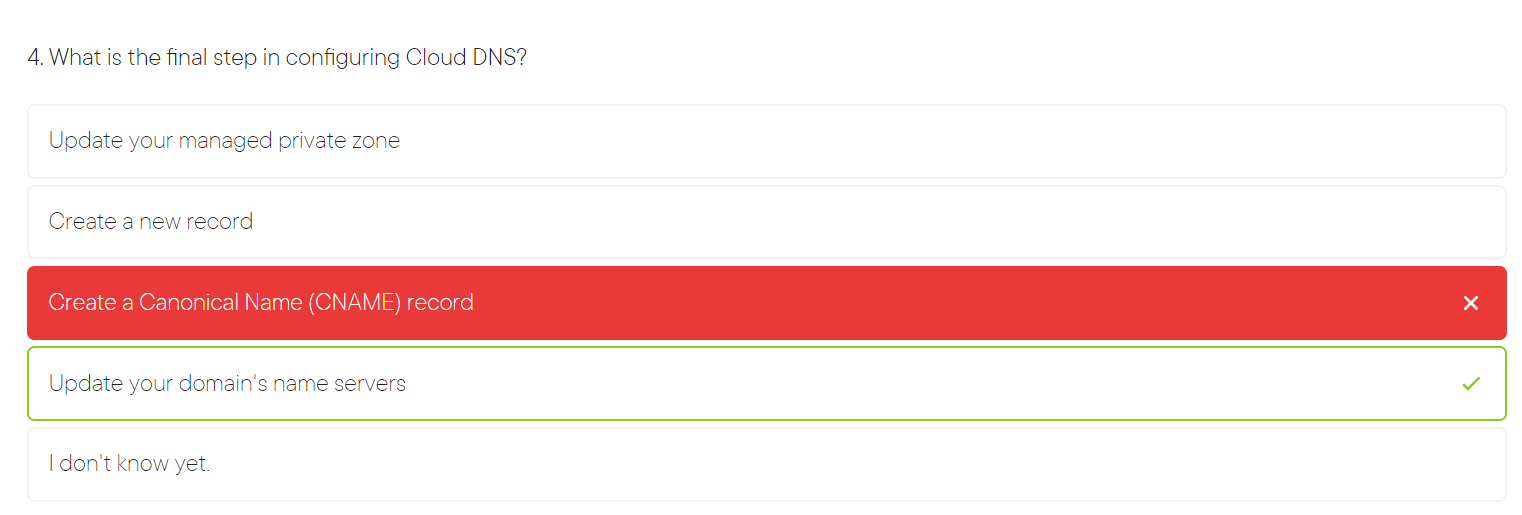 4. What is the final step in configuring Cloud DNS?
Update your managed private zone
Create a new record
Create a Canonical Name (CNAME) record
Update your domain's name servers
I don't know yet.